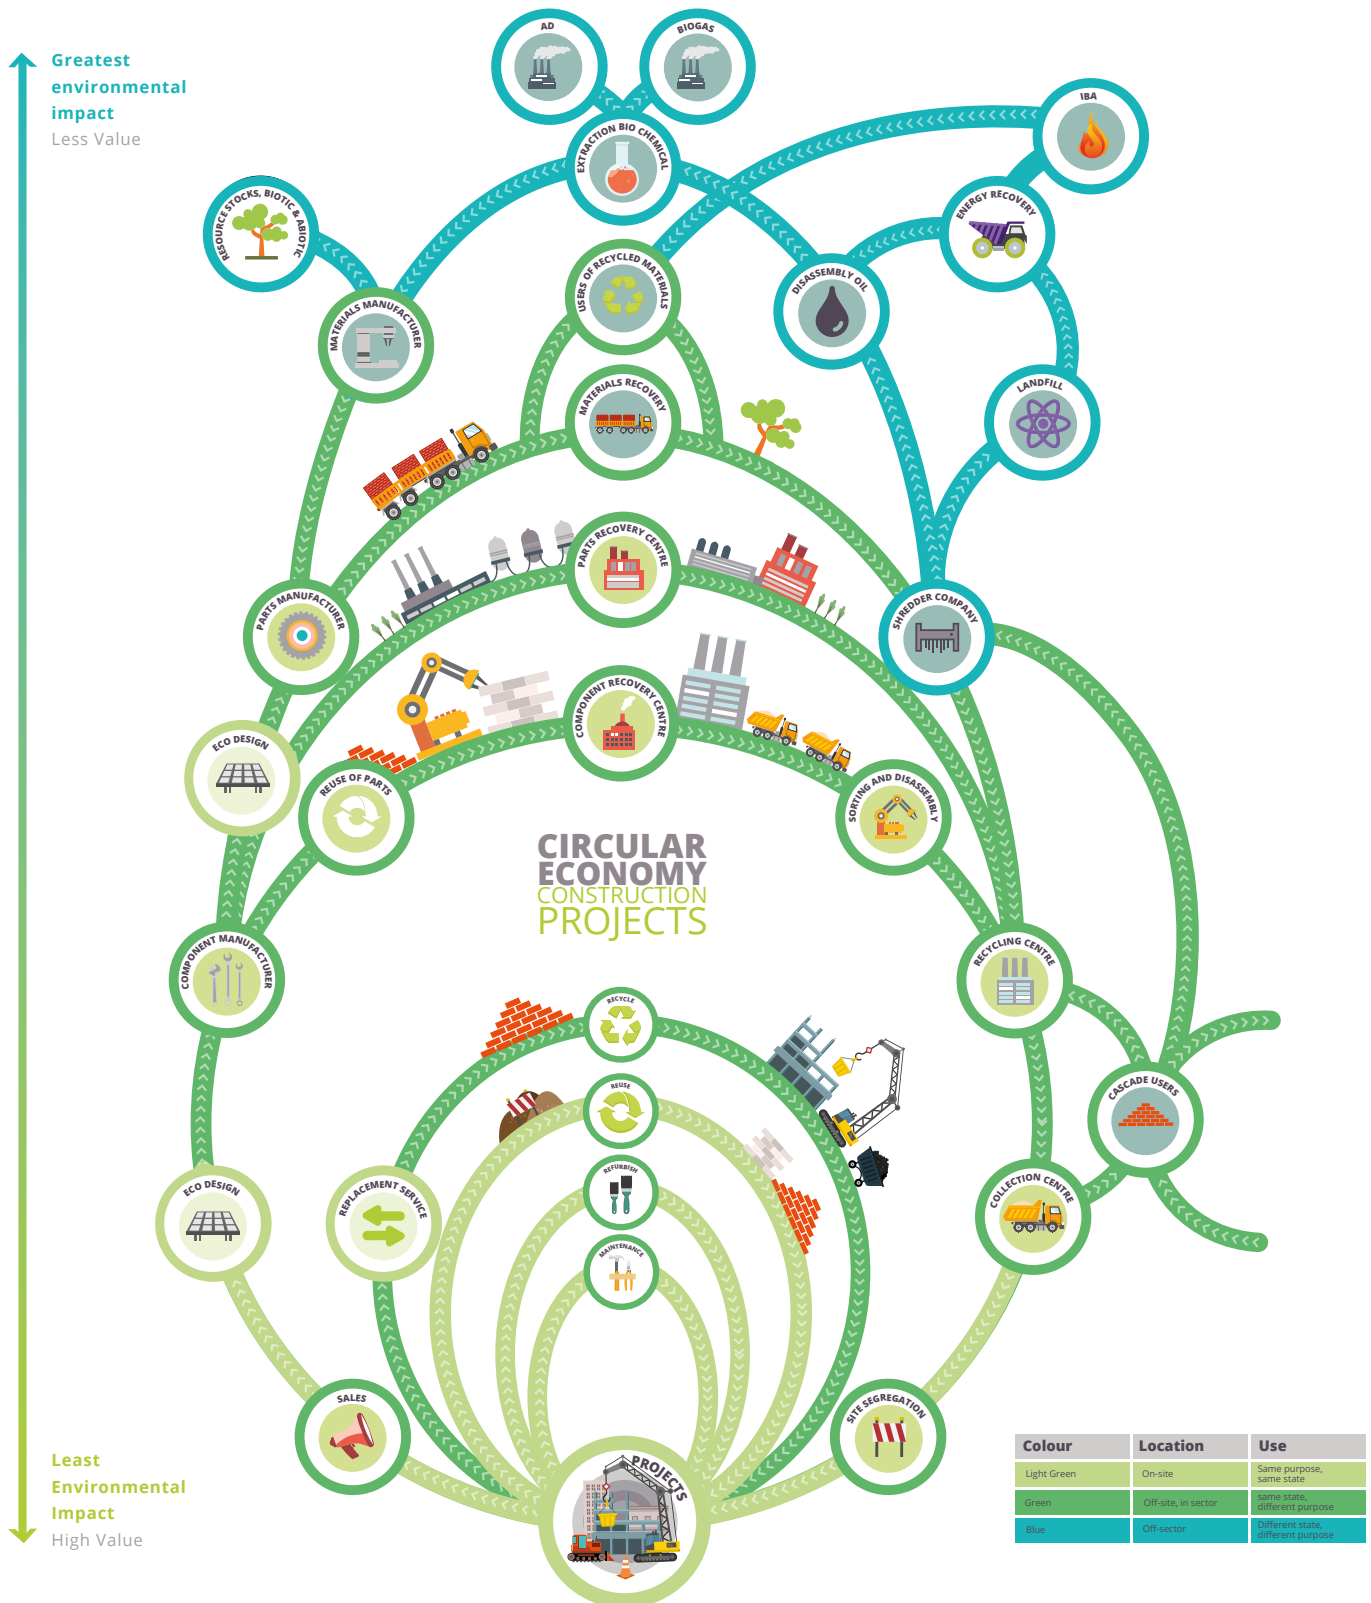 Greatest
environmental
impact
Less Value
AD
BIOGAS
EXTRACTION BIO CHEMICAL
IBA
RESOURCE STOCKS, BIOTIC & ABIOTIC
ENERGY RECOVERY
USERS OF RECYCLED MATERIALS
DISASSEMBLY OIL
MATERIALS MANUFACTURER
MATERIALS RECOVERY
LANDFILL
PARTS RECOVERY CENTRE
PARTS MANUFACTURER
SHREDDER COMPANY
COMPONENT RECOVERY CENTRE
ECO DESIGN
REUSE OF PARTS
SORTING AND DISASSEMBLY
CIRCULAR
ECONOMY
CONSTRUCTION
PROJECTS
COMPONENT MANUFACTURER
RECYCLING CENTRE
RECYCLE
REUSE
CASCADE USERS
REFURBISH
ECO DESIGN
REPLACEMENT SERVICE
COLLECTION CENTRE
MAINTENANCE
SALES
SITE SEGREGATION
PROJECTS
Least
Environmental
Impact
High Value
Colour Location Use
Light Green On-site Same purpose,
same state
Green Off-site, in sector same state,
different purpose
Blue Off-sector Different state,
different purpose